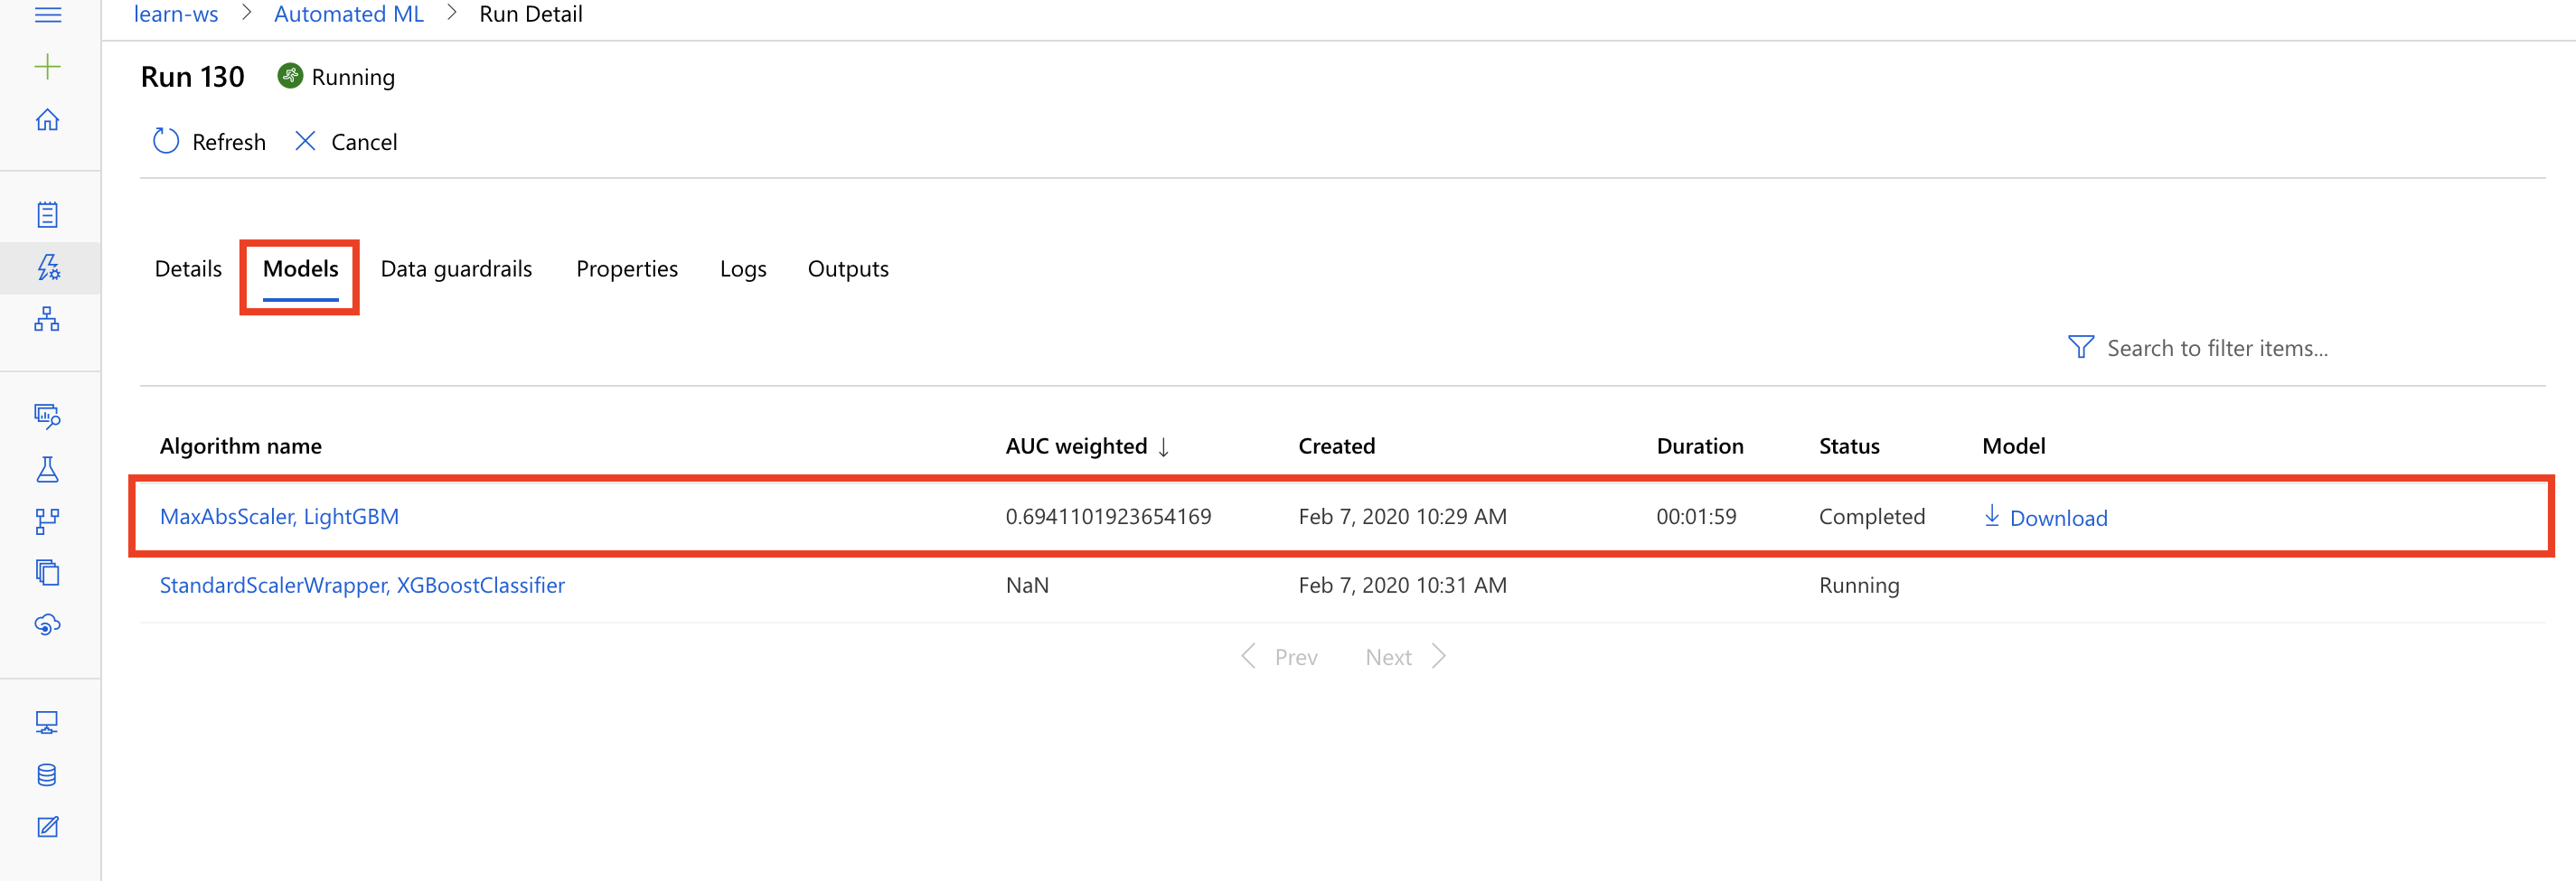 learn-ws > Automated ML > Run Detail
Run 130 Running
Refresh Cancel
Details Models Data guardrails Properties Logs Outputs
Search to filter items...
Algorithm name AUC weighted ↓ Created Duration Status Model
MaxAbsScaler, LightGBM 0.6941101923654169 Feb 7, 2020 10:29 AM 00:01:59 Completed Download
StandardScalerWrapper, XGBoostClassifier NaN Feb 7, 2020 10:31 AM Running
< Prev Next >